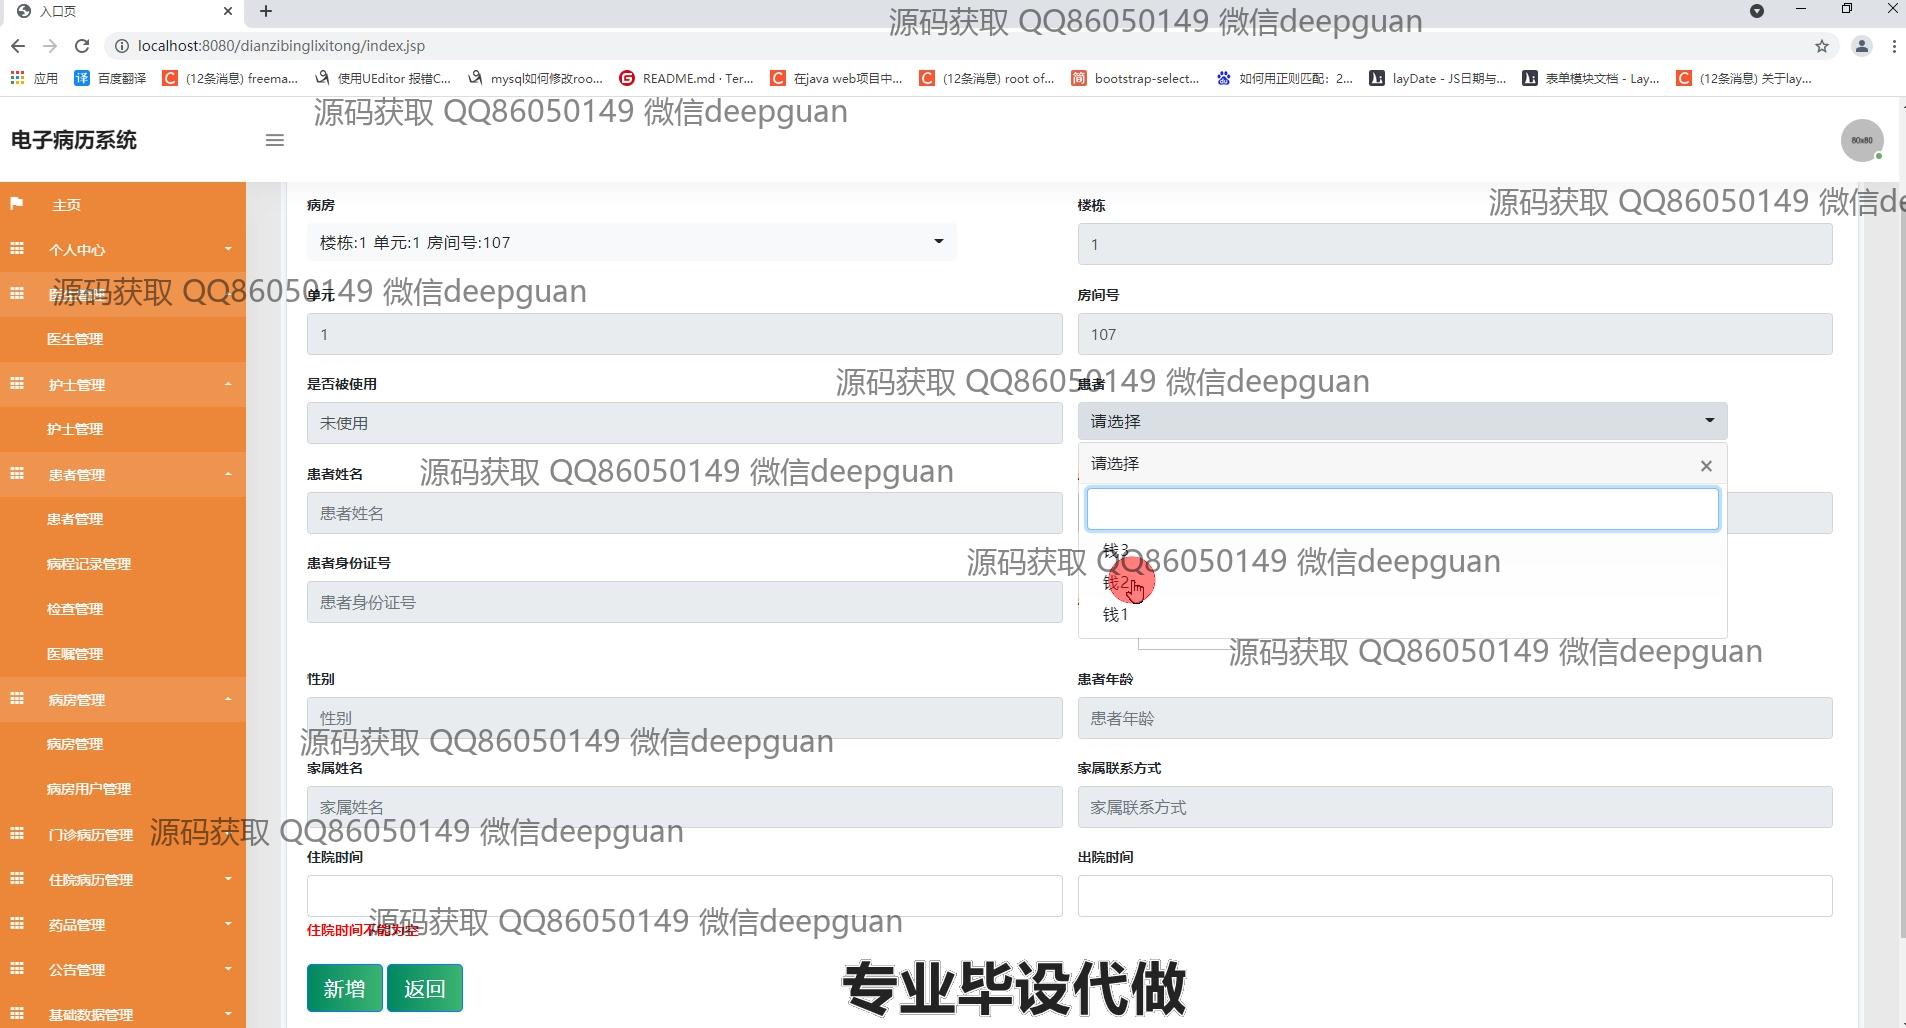 入口页
源码获取 QQ86050149 微信deepguan
localhost:8080/dianzibinglixitong/index.jsp
应用
百度翻译
(12条消息) freema...
使用UEditor 报错C...
mysql如何修改roo...
README.md · Ter...
在java web项目中...
(12条消息) root of...
bootstrap-select...
如何用正则匹配：2...
layDate - JS日期与...
表单模块文档 - Lay...
(12条消息) 关于lay...
源码获取 QQ86050149 微信deepguan
电子病历系统
80x80
主页
个人中心
医生管理
护士管理
护士管理
患者管理
患者管理
病程记录管理
检查管理
医嘱管理
病房管理
病房管理
病房用户管理
门诊病历管理
住院病历管理
药品管理
公告管理
基础数据管理
源码获取 QQ86050149 微信de
病房
楼栋:1 单元:1 房间号:107
楼栋
1
源码获取 QQ86050149 微信deepguan
单元
1
房间号
107
源码获取 QQ86050149 微信deepguan
是否被使用
未使用
患者
请选择
请选择
×
钱3
钱2
钱1
源码获取 QQ86050149 微信deepguan
患者姓名
患者姓名
源码获取 QQ86050149 微信deepguan
患者身份证号
患者身份证号
源码获取 QQ86050149 微信deepguan
性别
性别
患者年龄
患者年龄
源码获取 QQ86050149 微信deepguan
家属姓名
家属姓名
家属联系方式
家属联系方式
源码获取 QQ86050149 微信deepguan
住院时间
出院时间
源码获取 QQ86050149 微信deepguan
住院时间不能为空
新增
返回
专业毕设代做